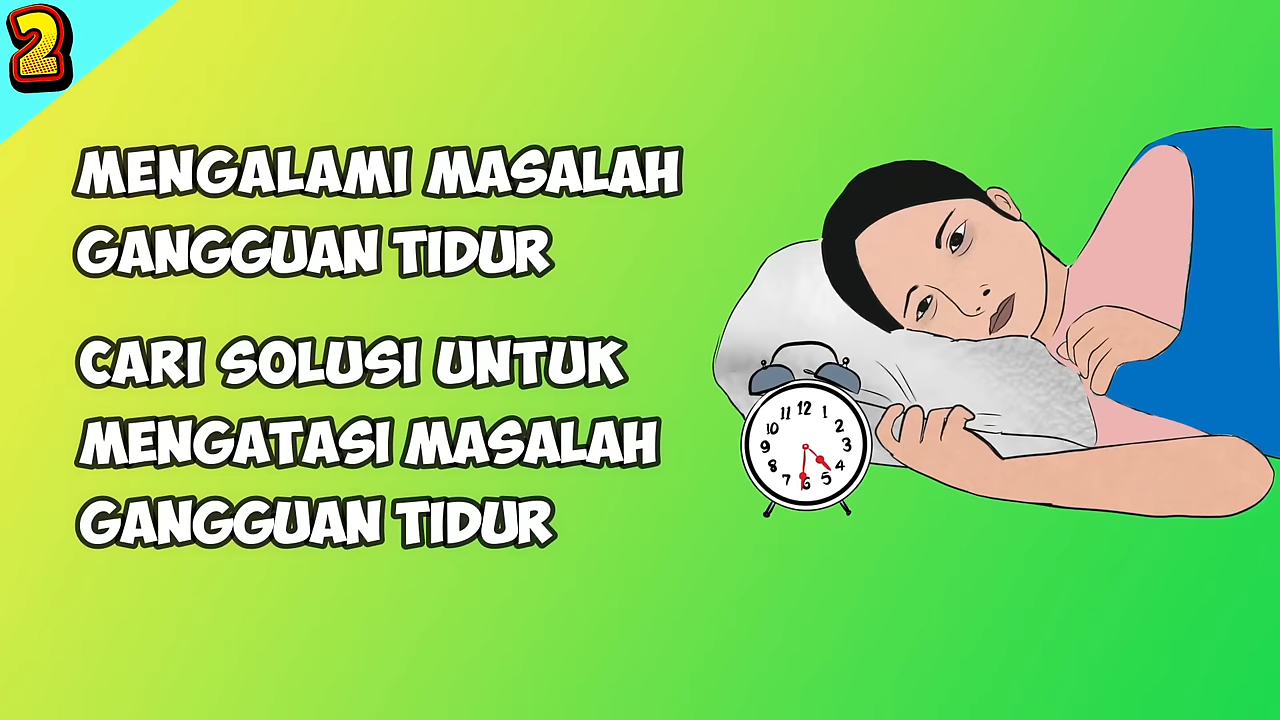 2
MENGALAMI MASALAH
GANGGUAN TIDUR
CARI SOLUSI UNTUK
MENGATASI MASALAH
GANGGUAN TIDUR
11 12 1
10 2
9 3
8 4
7 6 5